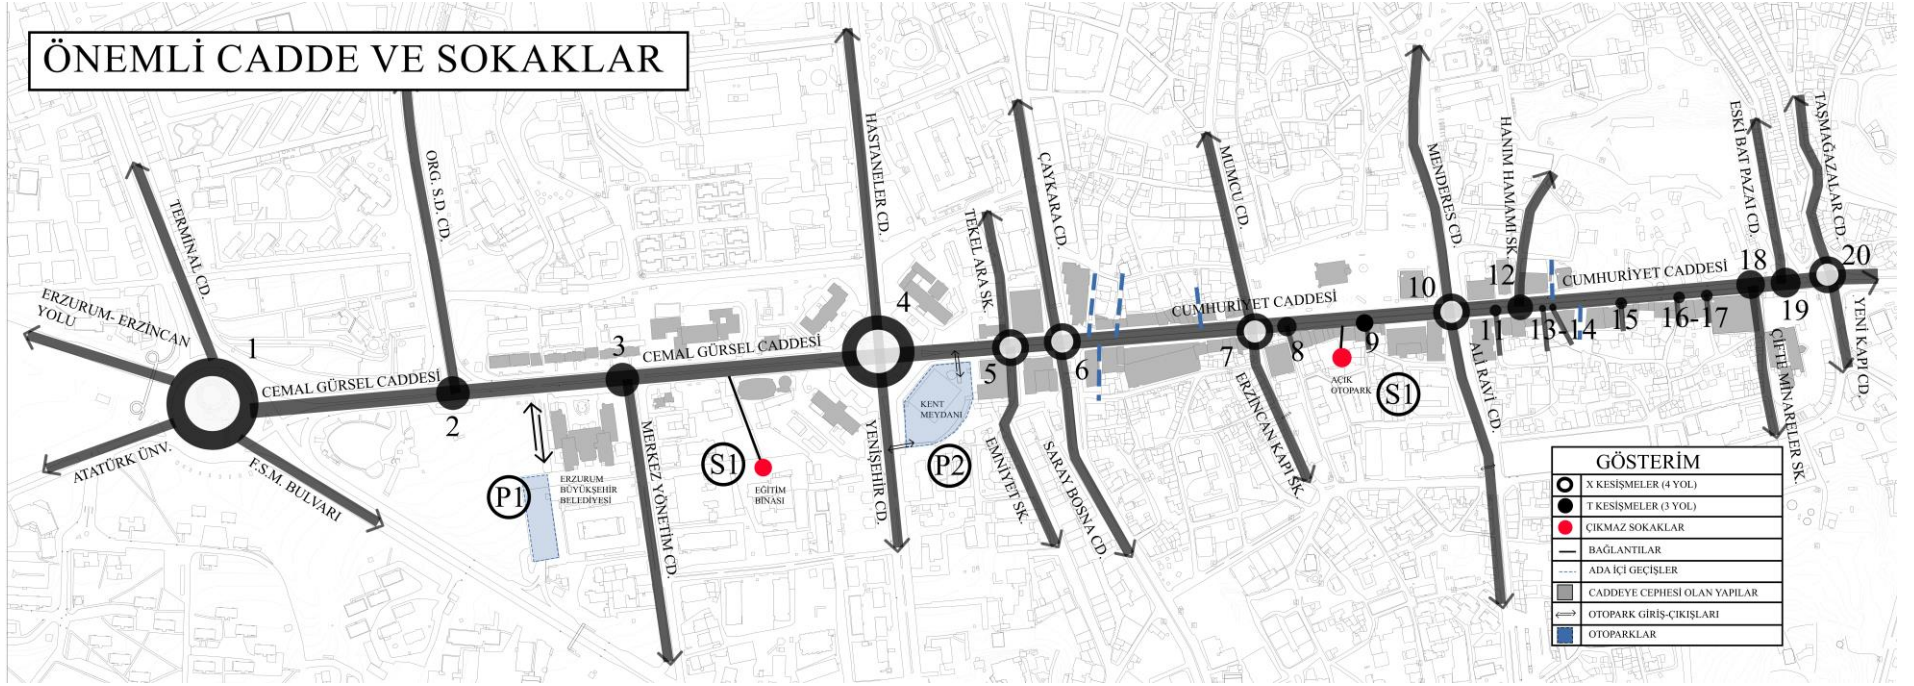 ÖNEMLİ CADDE VE SOKAKLAR
TERMİNAL CD.
ERZURUM- ERZİNCAN
YOLU
1
ATATÜRK ÜNV.
F.S.M. BULVARI
CEMAL GÜRSEL CADDESİ
ORG. S.D. CD.
2
P1
ERZURUM
BÜYÜKŞEHİR
BELEDİYESİ
3
MERKEZ YÖNETİM CD.
CEMAL GÜRSEL CADDESİ
S1
EĞİTİM
BİNASI
HASTANELER CD.
4
YENİŞEHİR CD.
KENT
MEYDANI
P2
TEKEL ARA SK.
5
EMNİYET SK.
ÇAYKARA CD.
6
SARAY BOSNA CD.
CUMHURİYET CADDESİ
MUMCU CD.
7
ERZİNCAN KAPI SK.
8
AÇIK
OTOPARK
9
S1
MENDERES CD.
10
ALİ RAVİ CD.
11
HANIM HAMAMI SK.
12
13-14
CUMHURİYET CADDESİ
15
16-17
ESKİ BAT PAZAI CD.
18
ÇİFTE MİNARELER SK.
19
TAŞMAĞAZALAR CD.
20
YENİ KAPI CD.
GÖSTERİM
X KESİŞMELER (4 YOL)
T KESİŞMELER (3 YOL)
ÇIKMAZ SOKAKLAR
BAĞLANTILAR
ADA İÇİ GEÇİŞLER
CADDEYE CEPHESİ OLAN YAPILAR
OTOPARK GİRİŞ-ÇIKIŞLARI
OTOPARKLAR